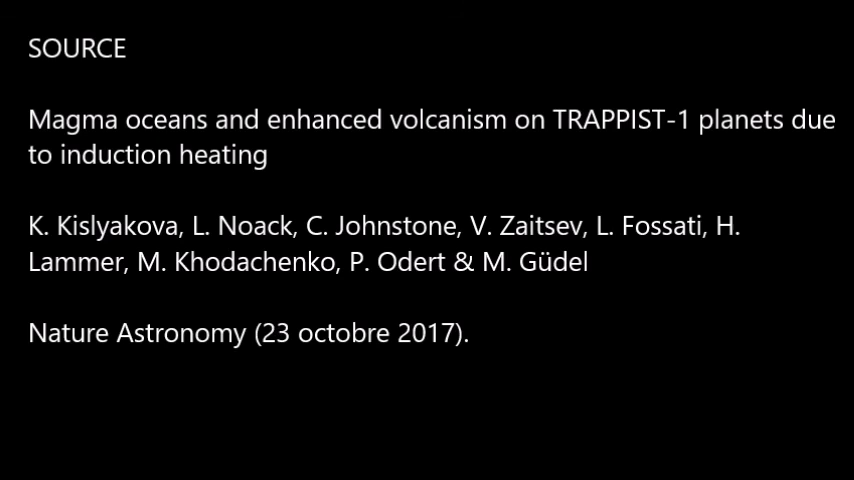 SOURCE
Magma oceans and enhanced volcanism on TRAPPIST-1 planets due
to induction heating
K. Kislyakova, L. Noack, C. Johnstone, V. Zaitsev, L. Fossati, H.
Lammer, M. Khodachenko, P. Odert & M. Güdel
Nature Astronomy (23 octobre 2017).